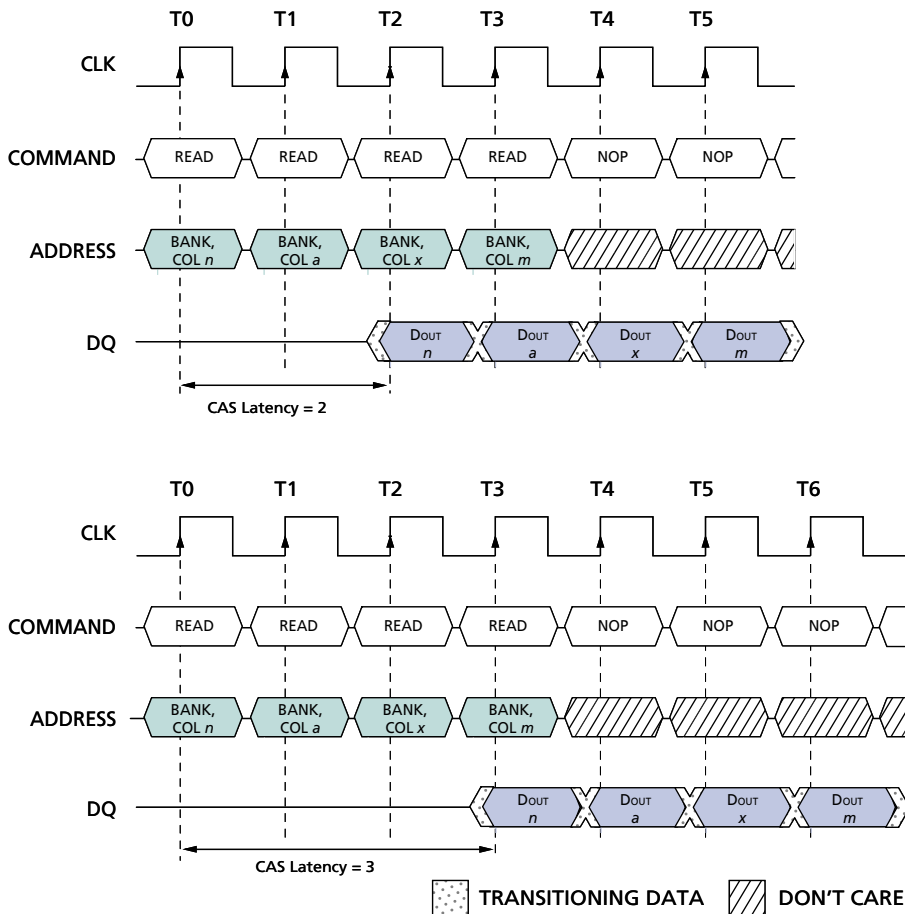 T0 T1 T2 T3 T4 T5
CLK
COMMAND READ READ READ READ NOP NOP
ADDRESS BANK, COL n BANK, COL a BANK, COL x BANK, COL m
DQ DOUT n DOUT a DOUT x DOUT m
CAS Latency = 2
T0 T1 T2 T3 T4 T5 T6
CLK
COMMAND READ READ READ READ NOP NOP NOP
ADDRESS BANK, COL n BANK, COL a BANK, COL x BANK, COL m
DQ DOUT n DOUT a DOUT x DOUT m
CAS Latency = 3
TRANSITIONING DATA DON'T CARE